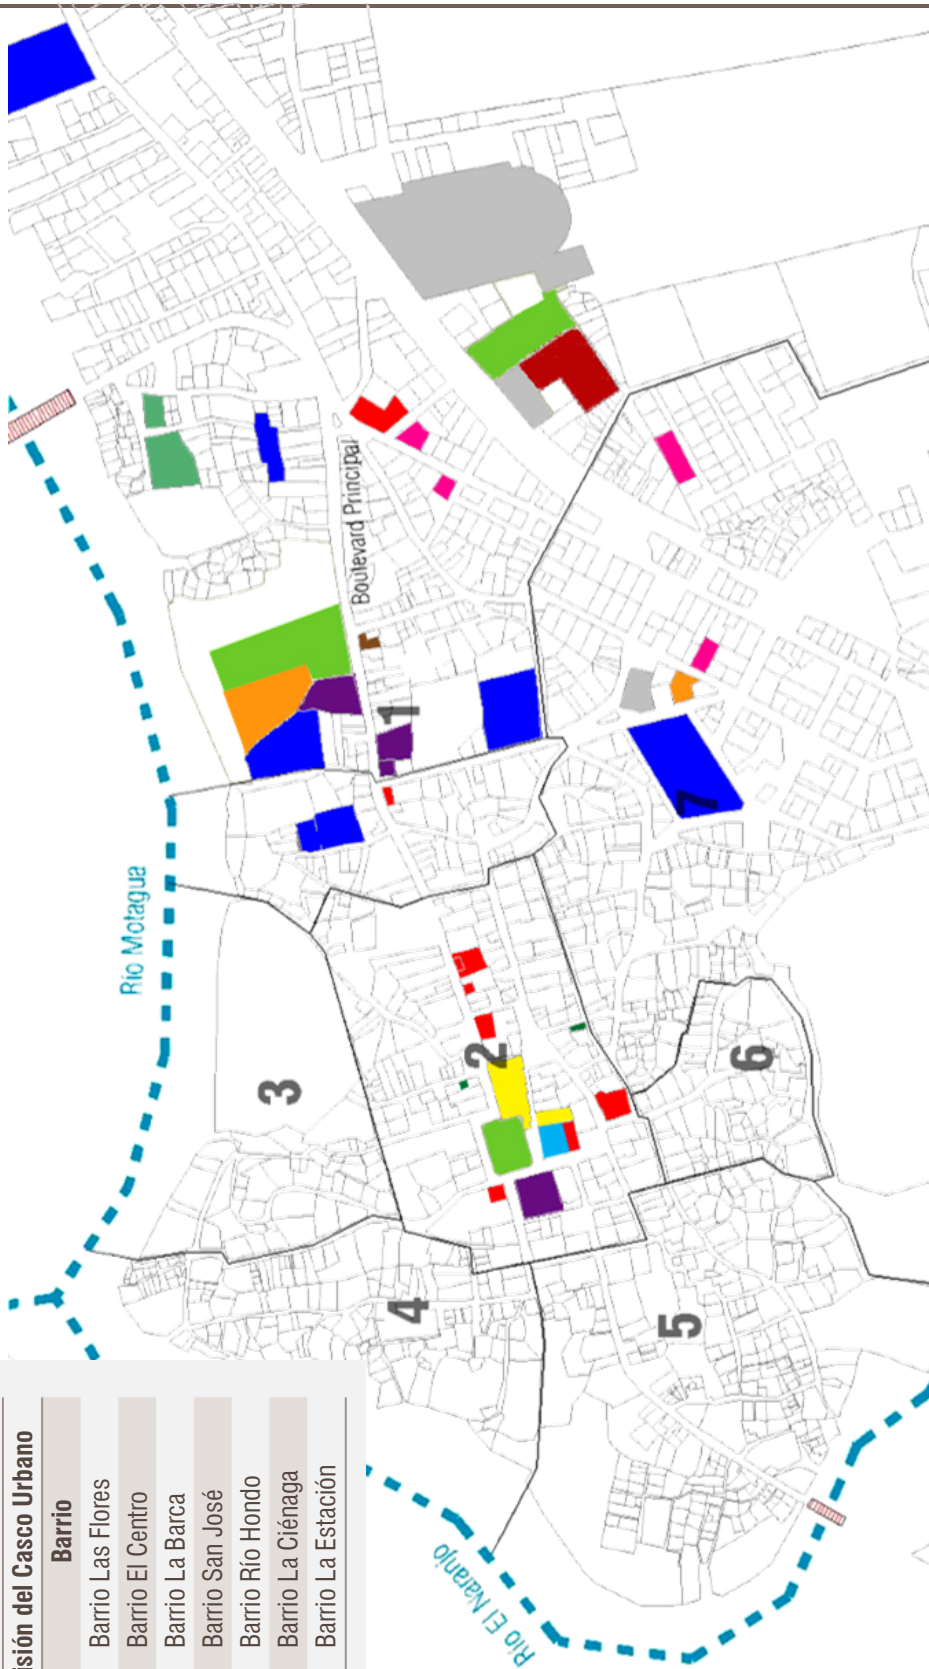 isión del Casco Urbano
Barrio
Barrio Las Flores
Barrio El Centro
Barrio La Barca
Barrio San José
Barrio Río Hondo
Barrio La Ciénaga
Barrio La Estación
Río Motagua
Boulevard Principal
Río El Naranjo
1
2
3
4
5
6
7